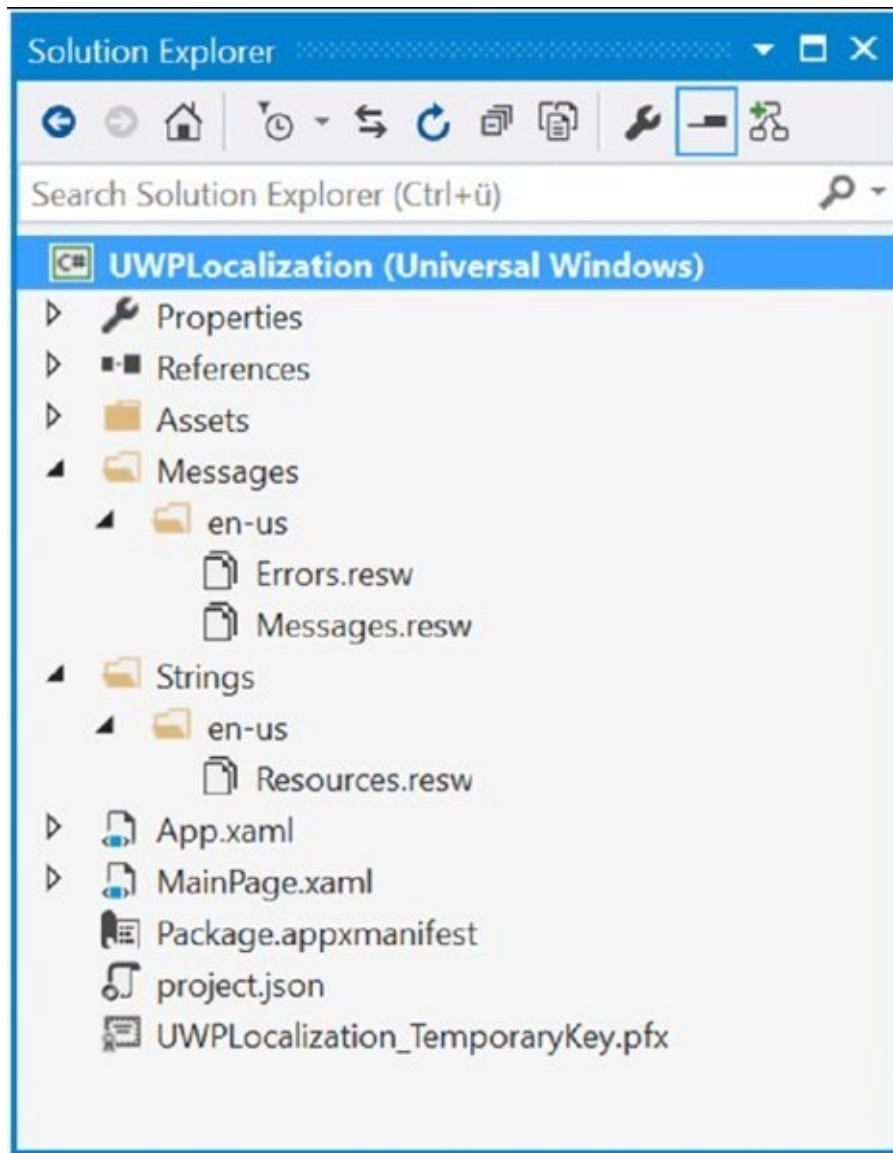 Solution Explorer
Search Solution Explorer (Ctrl+ü)
C# UWPLocalization (Universal Windows)
Properties
References
Assets
Messages
en-us
Errors.resw
Messages.resw
Strings
en-us
Resources.resw
App.xaml
MainPage.xaml
Package.appxmanifest
project.json
UWPLocalization_TemporaryKey.pfx